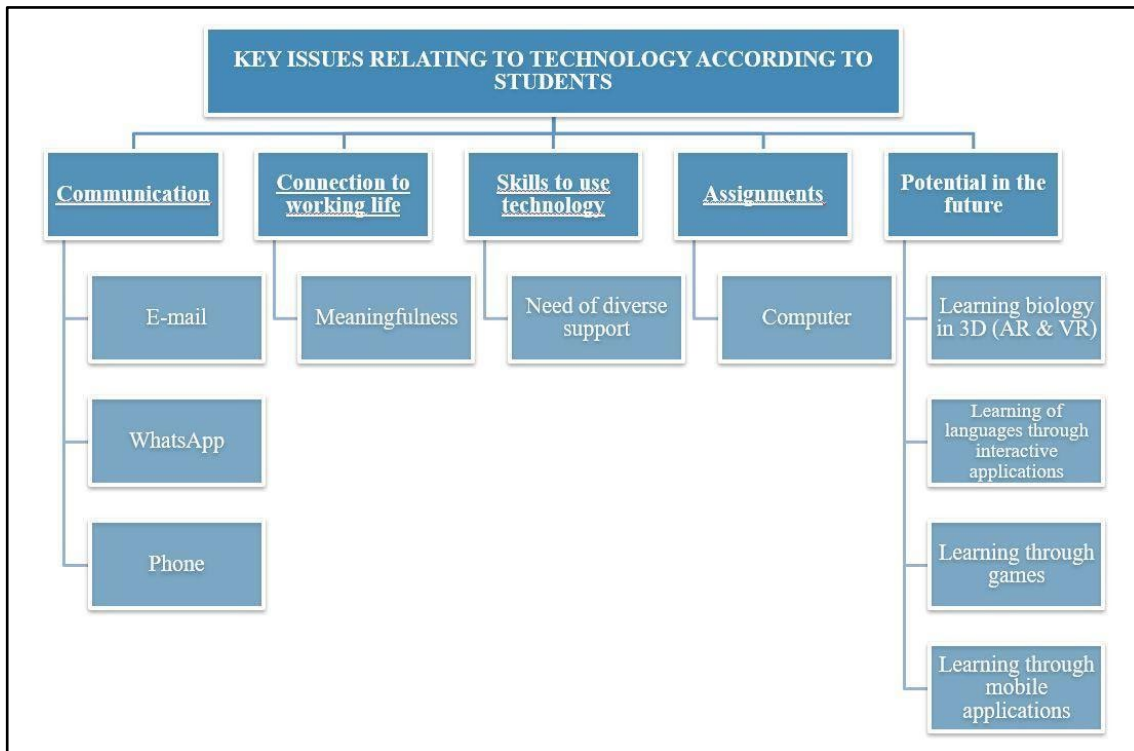 KEY ISSUES RELATING TO TECHNOLOGY ACCORDING TO
STUDENTS
Communication
E-mail
WhatsApp
Phone
Connection to
working life
Meaningfulness
Skills to use
technology
Need of diverse
support
Assignments
Computer
Potential in the
future
Learning biology
in 3D (AR & VR)
Learning of
languages through
interactive
applications
Learning through
games
Learning through
mobile
applications